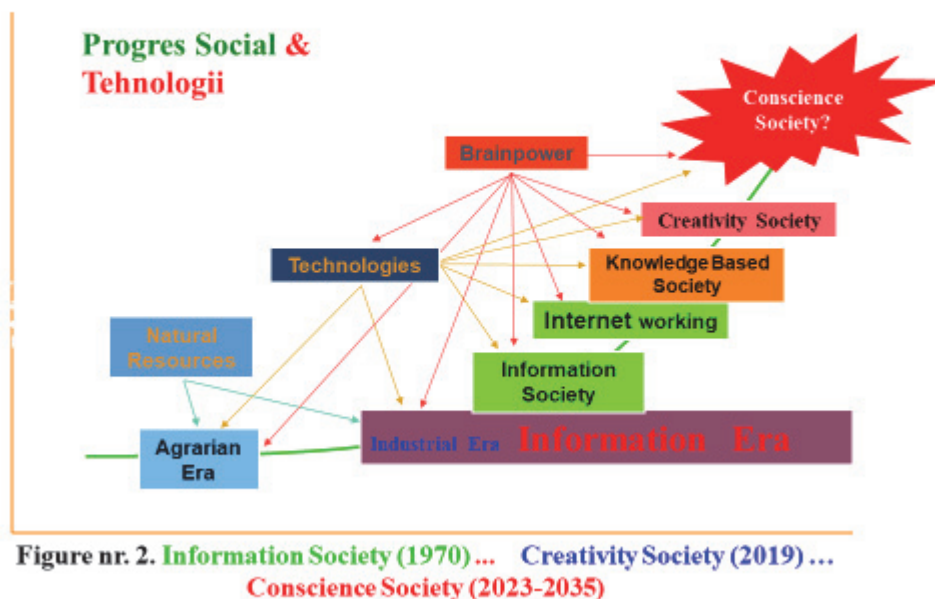 Progres Social &
Tehnologii
Conscience
Society?
Brainpower
Creativity Society
Technologies
Knowledge Based
Society
Internet working
Natural
Resources
Information
Society
Industrial Era Information Era
Agrarian
Era
Figure nr. 2. Information Society (1970) ... Creativity Society (2019) ...
Conscience Society (2023-2035)